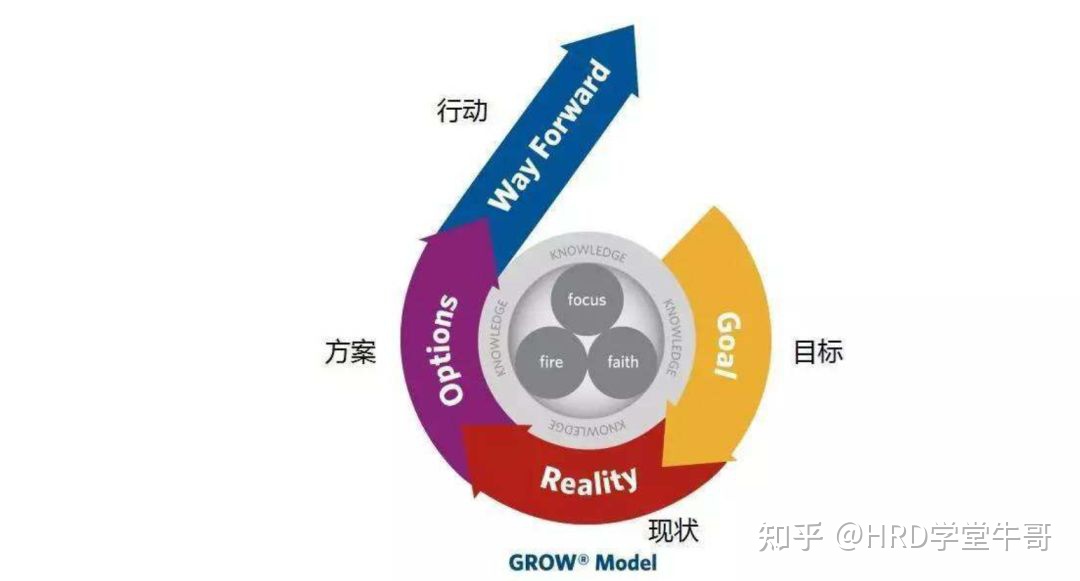 行动
Way Forward
KNOWLEDGE
focus
KNOWLEDGE
KNOWLEDGE
Options
Goal
方案
目标
fire
faith
KNOWLEDGE
Reality
现状
GROW® Model
知乎 @HRD学堂牛哥